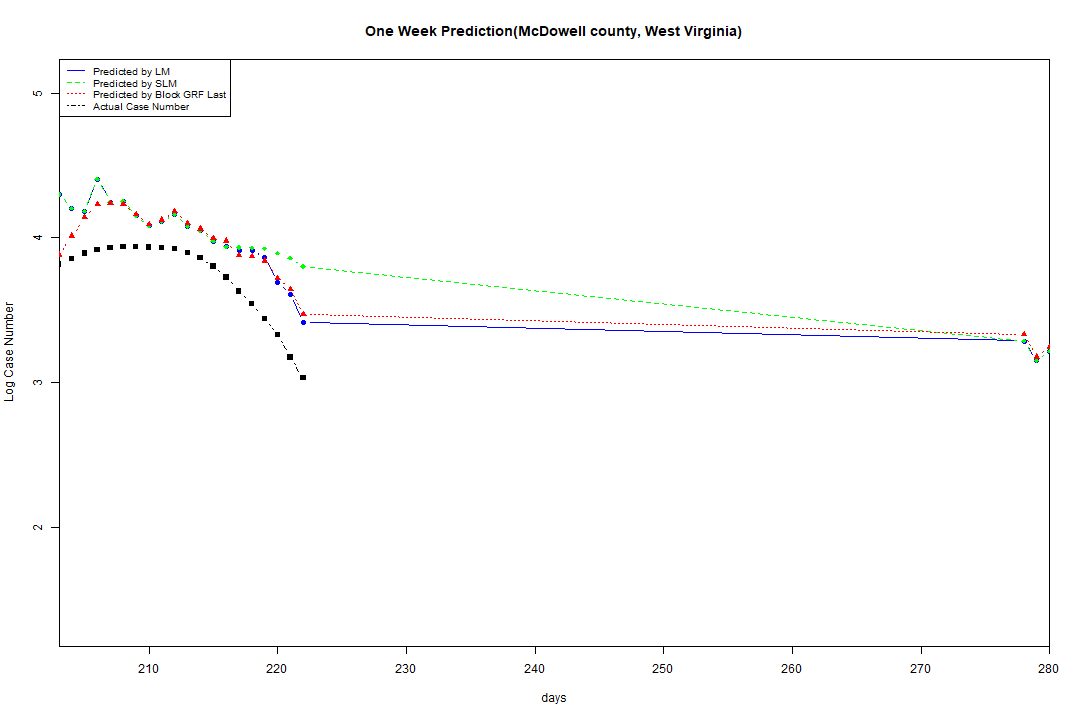 One Week Prediction(McDowell county, West Virginia)
Predicted by LM
Predicted by SLM
Predicted by Block GRF Last
Actual Case Number
5
4
3
2
Log Case Number
210 220 230 240 250 260 270 280
days